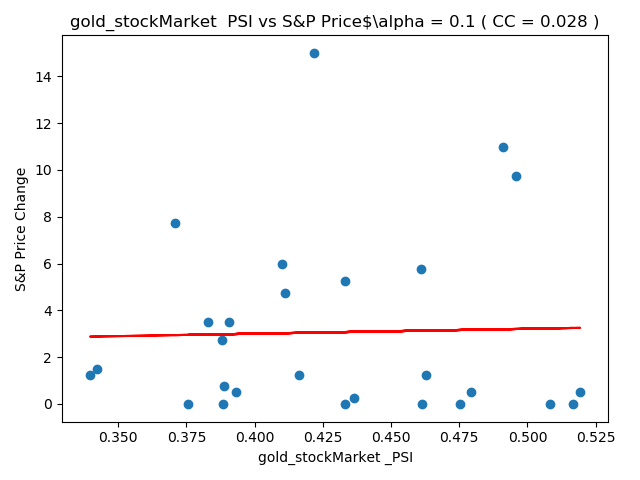 gold_stockMarket  PSI vs S&P Price$\alpha = 0.1 ( CC = 0.028 )
14
12
10
8
6
4
2
0
S&P Price Change
0.350 0.375 0.400 0.425 0.450 0.475 0.500 0.525
gold_stockMarket _PSI